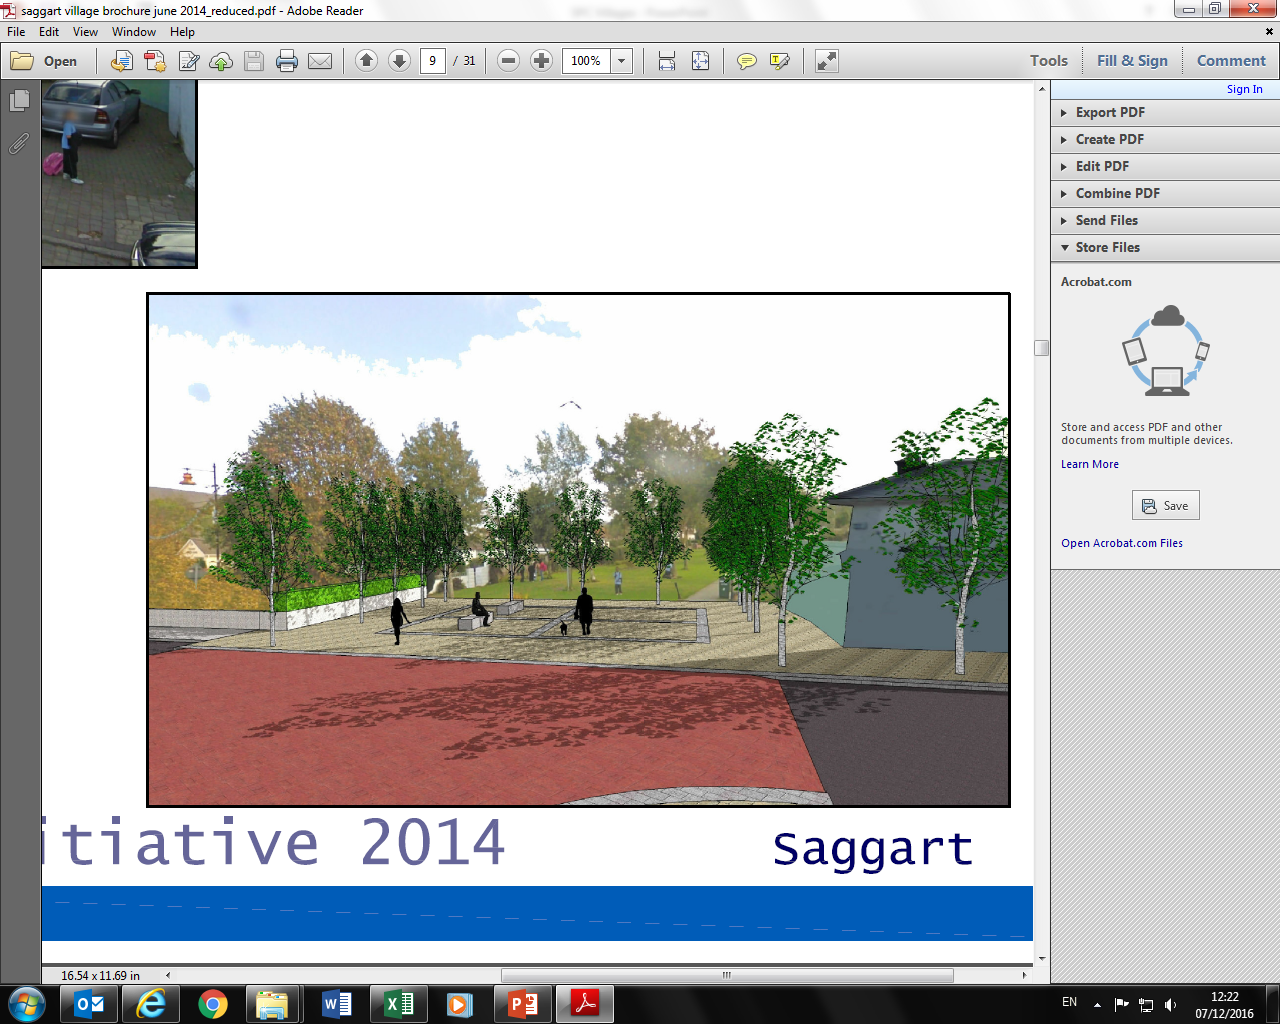 saggart village brochure june 2014_reduced.pdf - Adobe Reader
File Edit View Window Help
Open
9 / 31
100%
Tools
Fill & Sign
Comment
Sign In
Export PDF
Create PDF
Edit PDF
Combine PDF
Send Files
Store Files
Acrobat.com
Store and access PDF and other
documents from multiple devices.
Learn More
Save
Open Acrobat.com Files
itiative 2014
Saggart
16.54 x 11.69 in
EN
12:22
07/12/2016